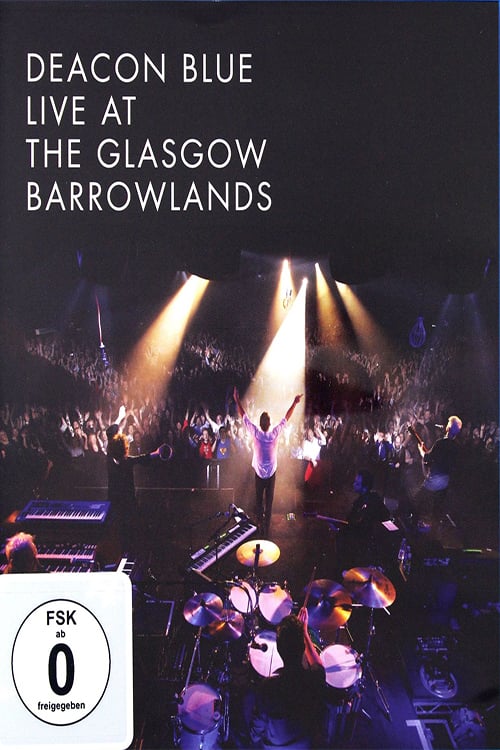 DEACON BLUE
LIVE AT
THE GLASGOW
BARROWLANDS
FSK
ab
0
freigegeben